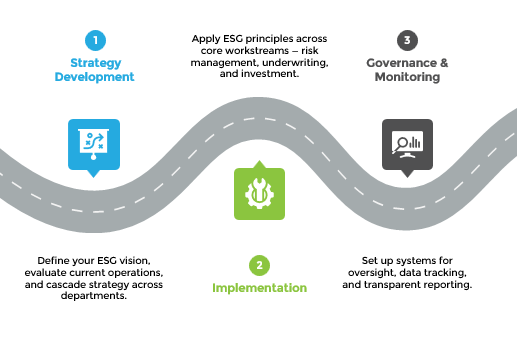 1
Strategy
Development
Define your ESG vision,
evaluate current operations,
and cascade strategy across
departments.
Apply ESG principles across
core workstreams – risk
management, underwriting,
and investment.
2
Implementation
3
Governance &
Monitoring
Set up systems for
oversight, data tracking,
and transparent reporting.